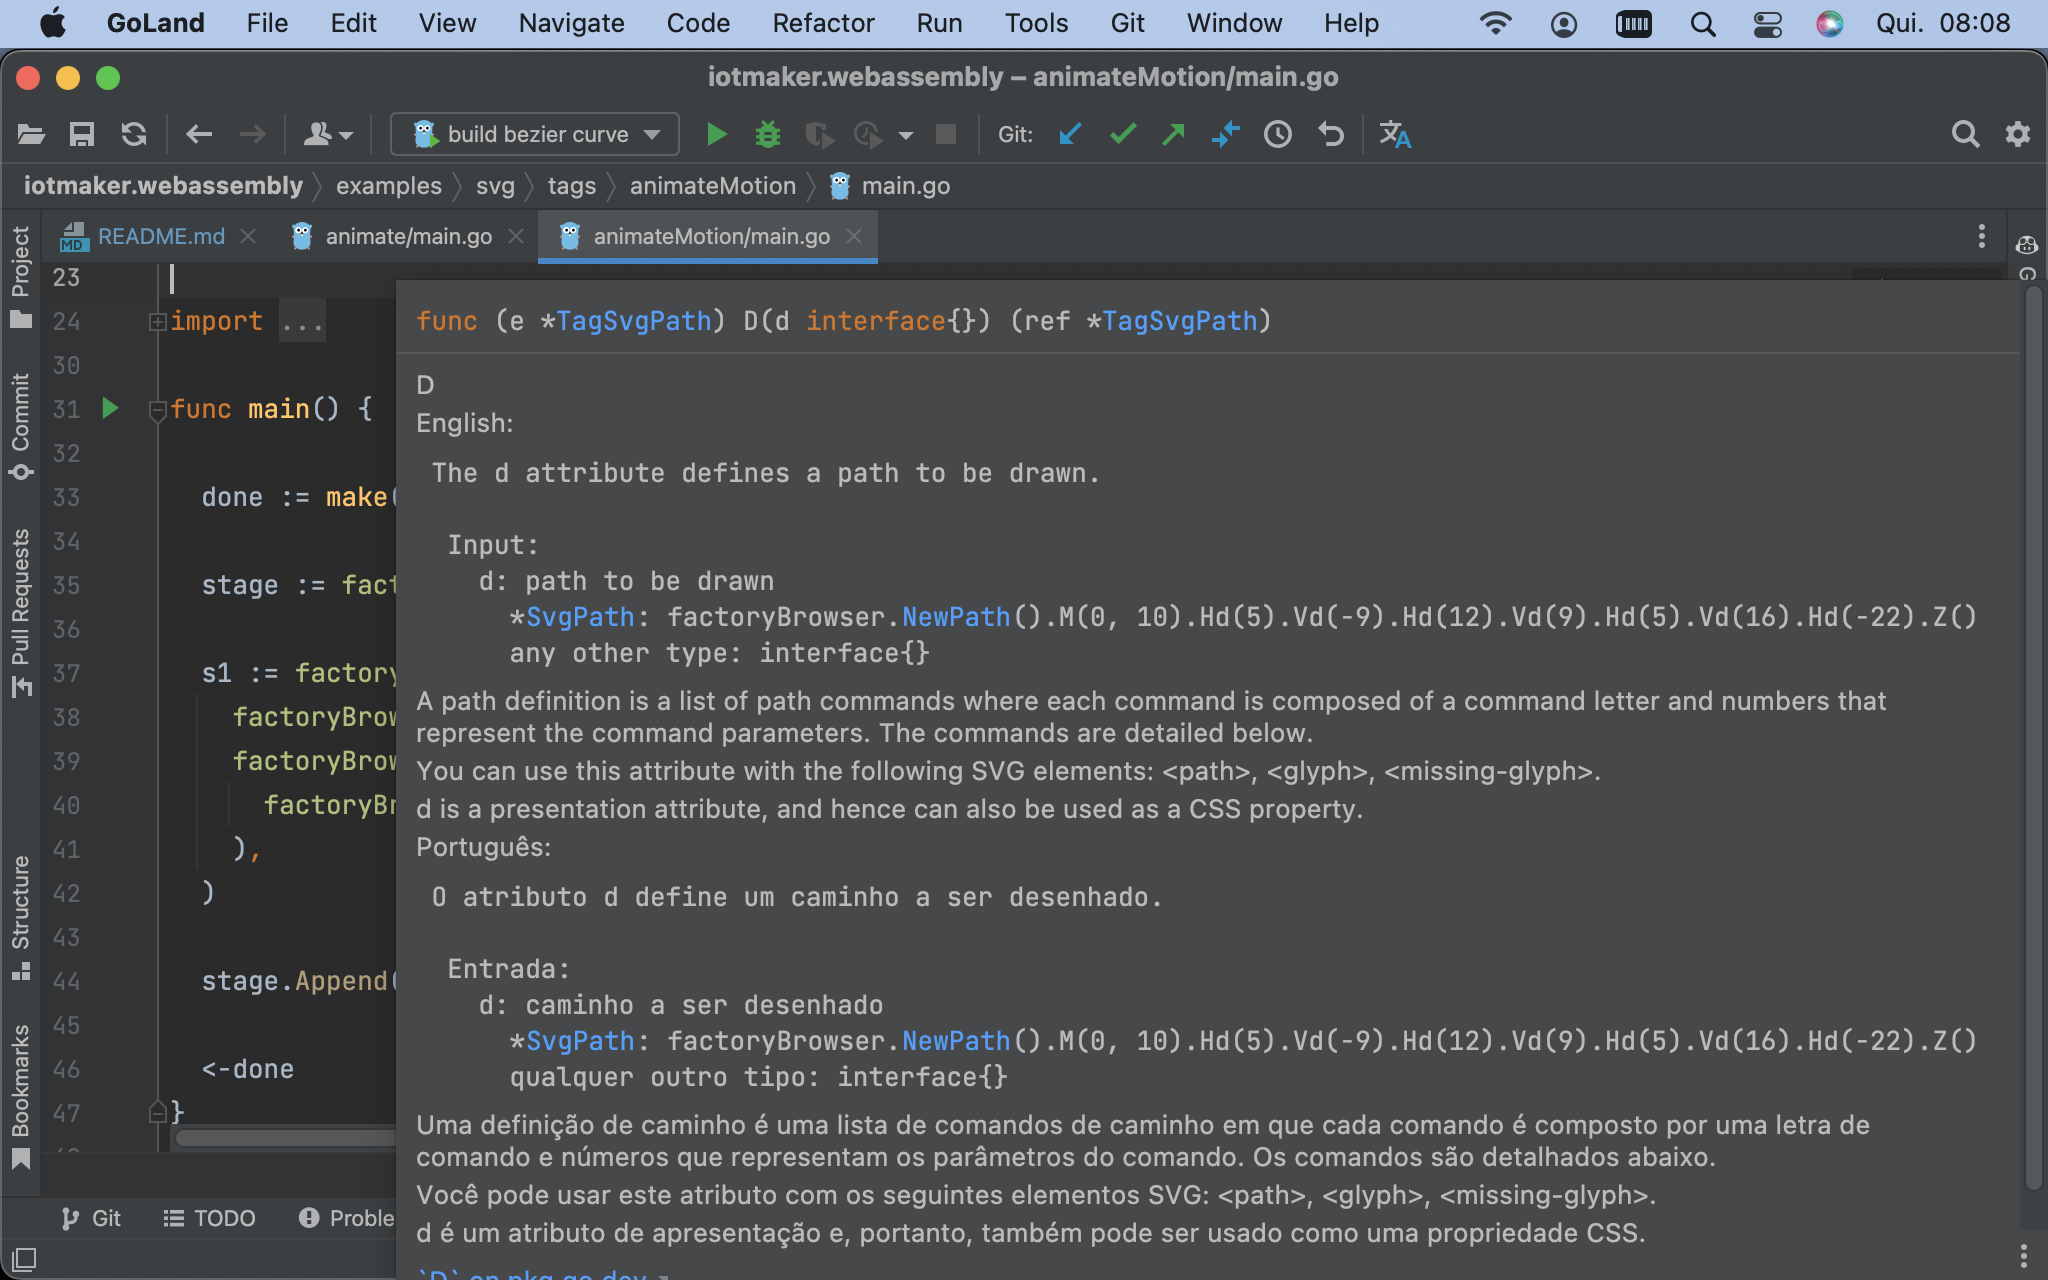 GoLand File Edit View Navigate Code Refactor Run Tools Git Window Help Qui. 08:08
iotmaker.webassembly – animateMotion/main.go
build bezier curve Git:
iotmaker.webassembly examples svg tags animateMotion main.go
README.md animate/main.go animateMotion/main.go
Project
Commit
Pull Requests
Structure
Bookmarks
23
24 import ...
30
31 func main() {
32
33 done := make(
34
35 stage := fact
36
37 s1 := factory
38 factoryBrow
39 factoryBrow
40 factoryBr
41 ),
42 )
43
44 stage.Append(
45
46 <-done
47 }
func (e *TagSvgPath) D(d interface{}) (ref *TagSvgPath)
D
English:
The d attribute defines a path to be drawn.
Input:
d: path to be drawn
*SvgPath: factoryBrowser.NewPath().M(0, 10).Hd(5).Vd(-9).Hd(12).Vd(9).Hd(5).Vd(16).Hd(-22).Z()
any other type: interface{}
A path definition is a list of path commands where each command is composed of a command letter and numbers that
represent the command parameters. The commands are detailed below.
You can use this attribute with the following SVG elements: <path>, <glyph>, <missing-glyph>.
d is a presentation attribute, and hence can also be used as a CSS property.
Português:
O atributo d define um caminho a ser desenhado.
Entrada:
d: caminho a ser desenhado
*SvgPath: factoryBrowser.NewPath().M(0, 10).Hd(5).Vd(-9).Hd(12).Vd(9).Hd(5).Vd(16).Hd(-22).Z()
qualquer outro tipo: interface{}
Uma definição de caminho é uma lista de comandos de caminho em que cada comando é composto por uma letra de
comando e números que representam os parâmetros do comando. Os comandos são detalhados abaixo.
Você pode usar este atributo com os seguintes elementos SVG: <path>, <glyph>, <missing-glyph>.
d é um atributo de apresentação e, portanto, também pode ser usado como uma propriedade CSS.
`D` on pkg.go.dev
Git TODO Proble